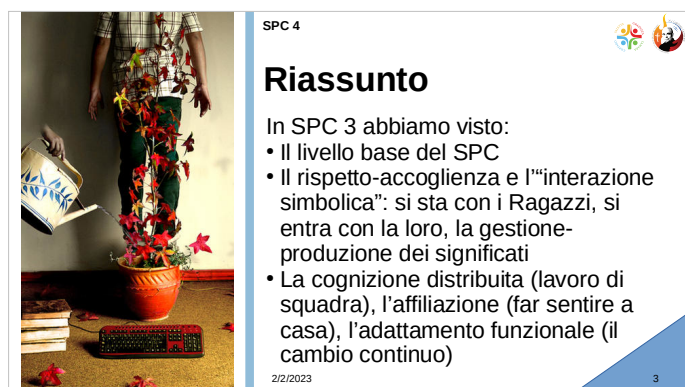 SPC 4
Riassunto
In SPC 3 abbiamo visto:
• Il livello base del SPC
• Il rispetto-accoglienza e l'“interazione
simbolica”: si sta con i Ragazzi, si
entra con la loro, la gestione-
produzione dei significati
• La cognizione distribuita (lavoro di
squadra), l'affiliazione (far sentire a
casa), l'adattamento funzionale (il
cambio continuo)
2/2/2023
3